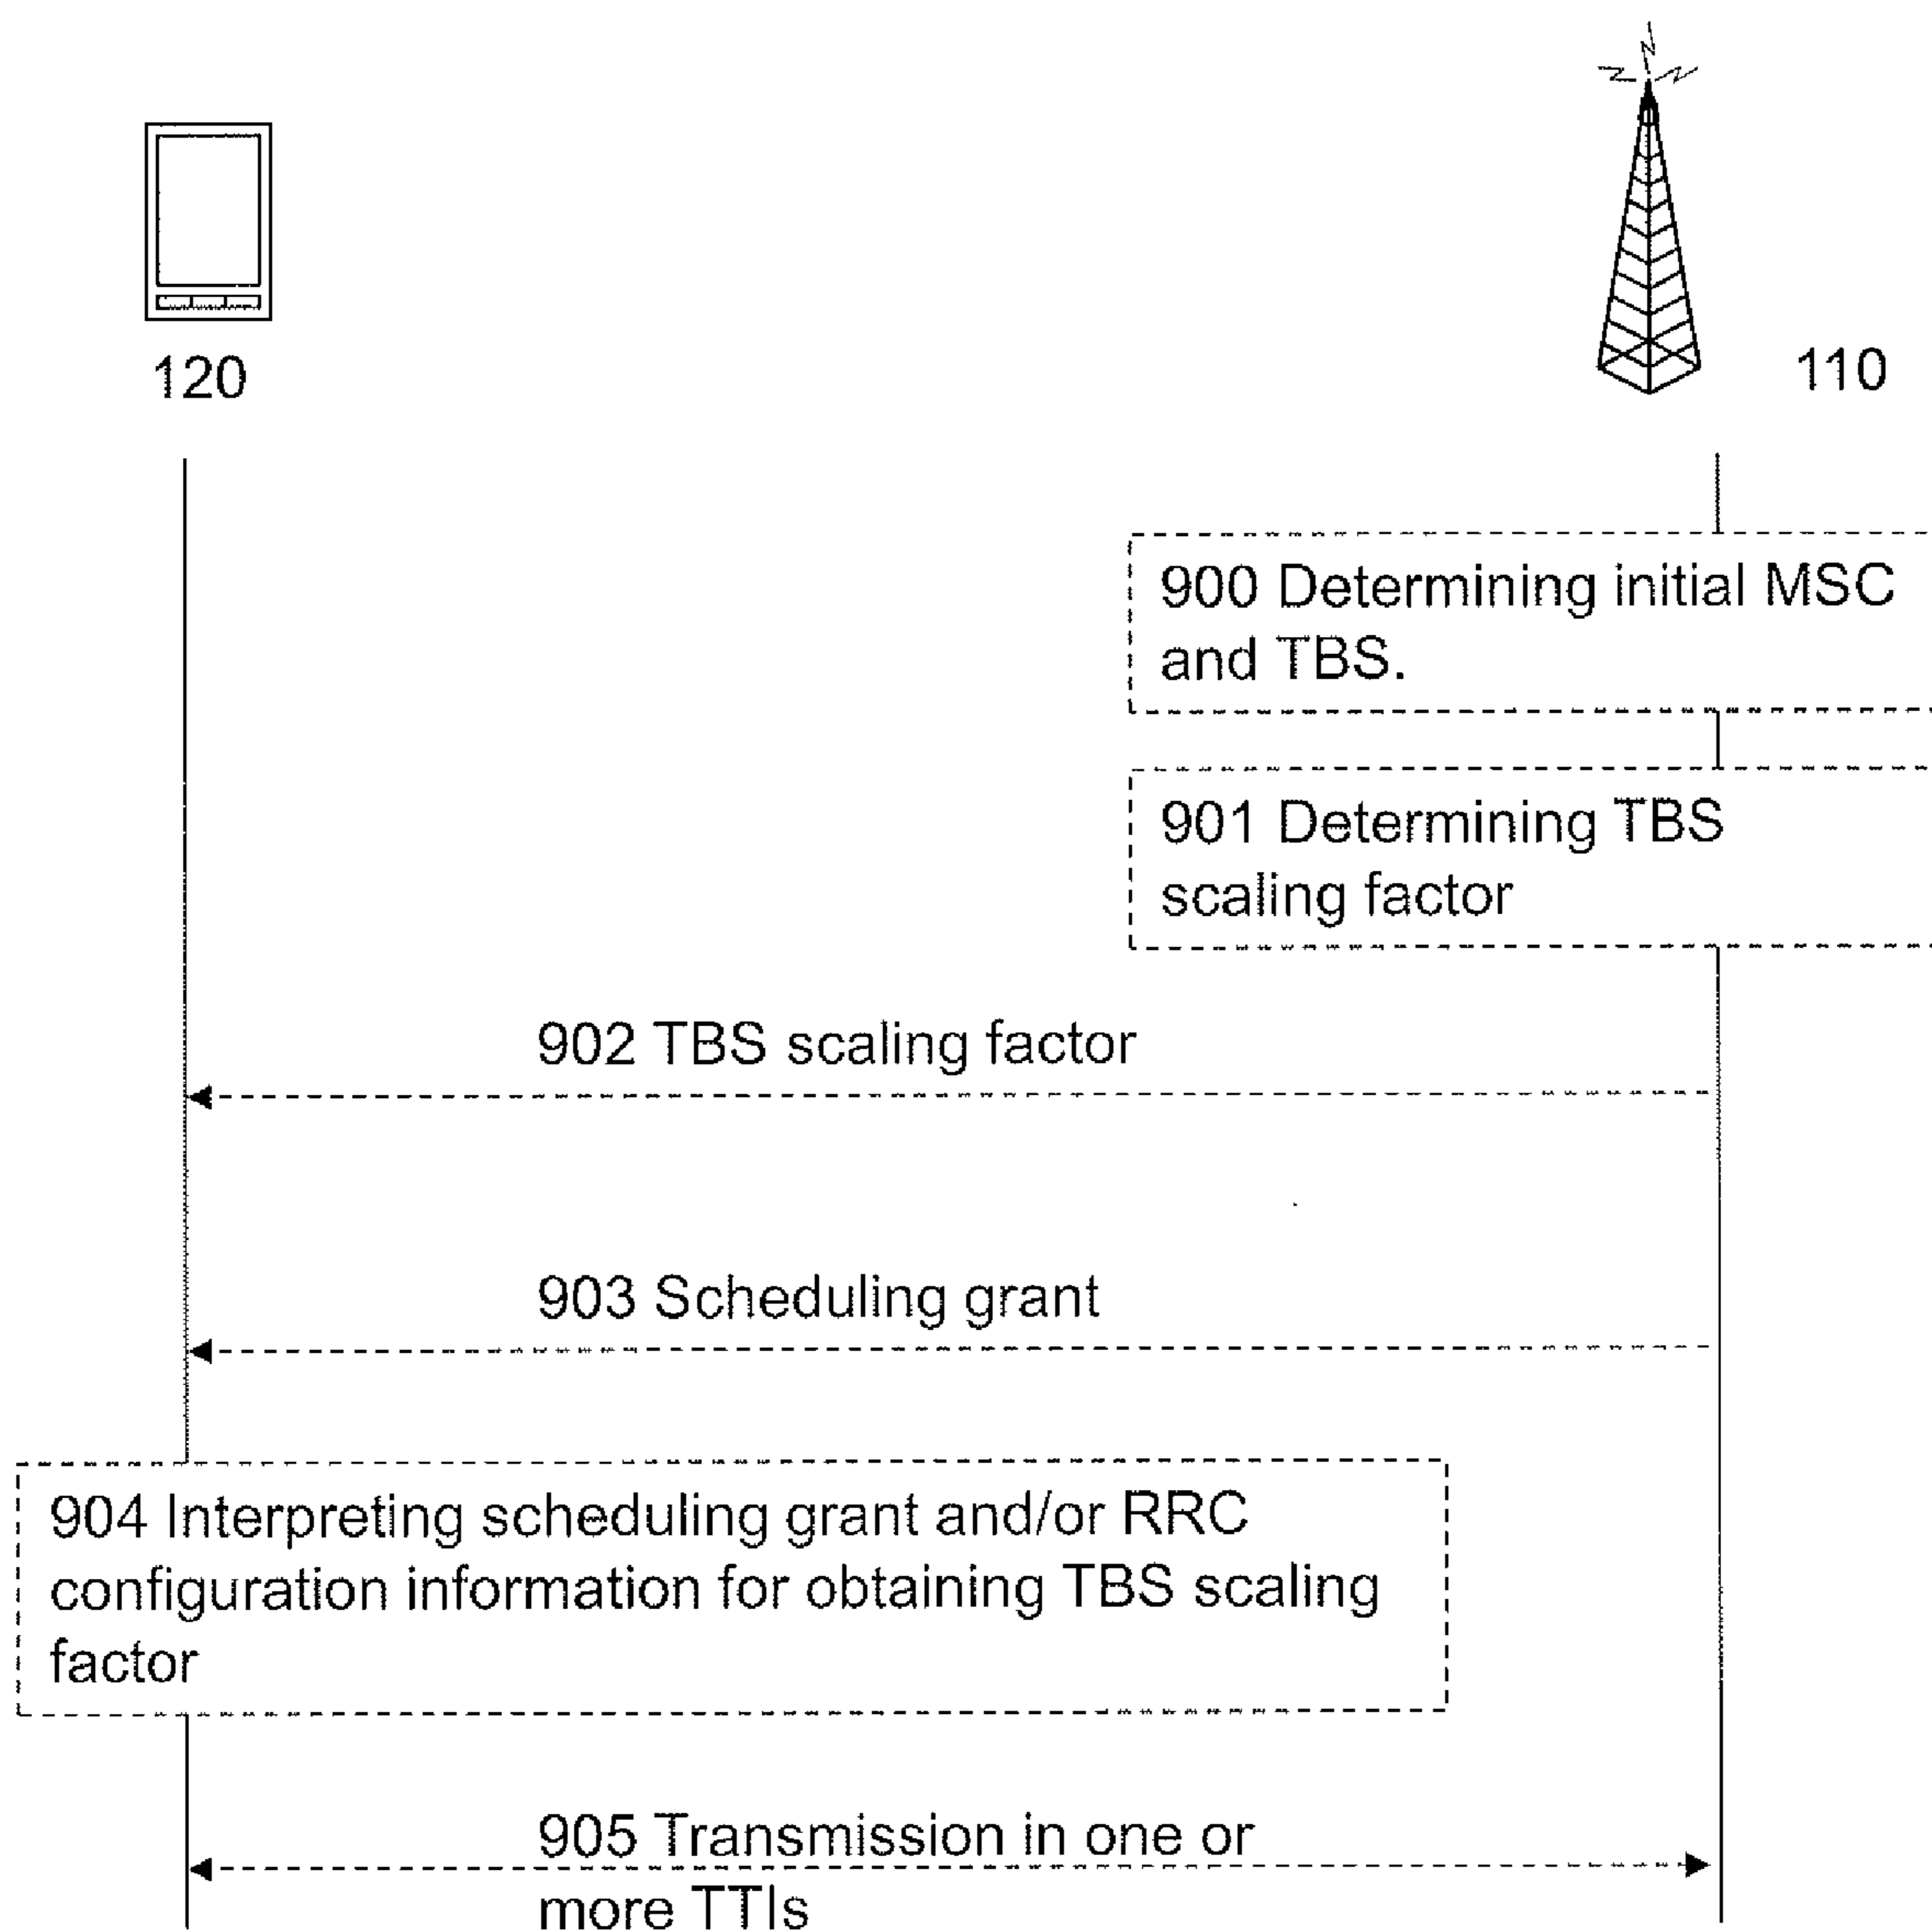 120
110
900 Determining initial MSC
and TBS.
901 Determining TBS
scaling factor
902 TBS scaling factor
903 Scheduling grant
904 Interpreting scheduling grant and/or RRC
configuration information for obtaining TBS scaling
factor
905 Transmission in one or
more TTIs